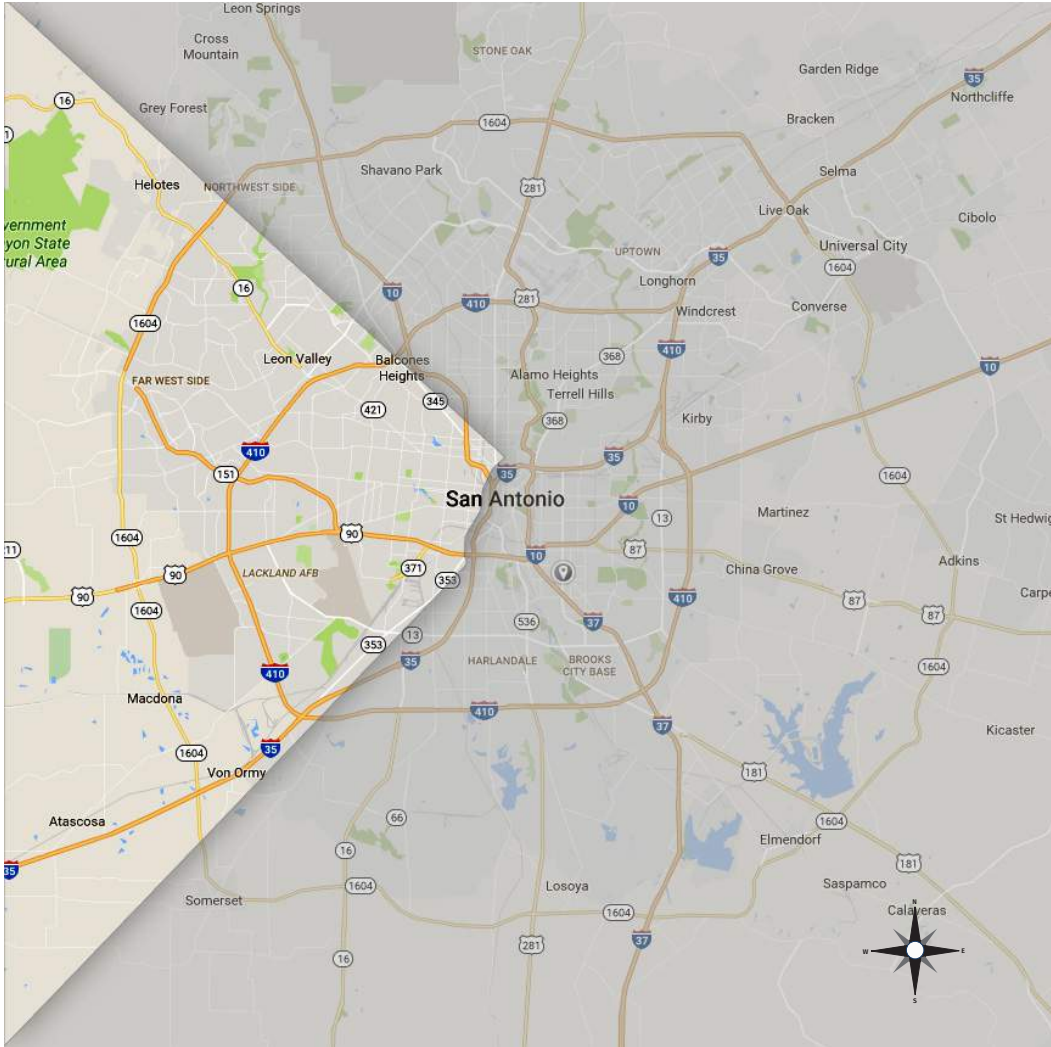 Leon Springs
Cross
Mountain
STONE OAK
Garden Ridge
35
Northcliffe
16
Grey Forest
1604
Bracken
1
Shavano Park
Selma
Helotes
NORTHWEST SIDE
281
Live Oak
Cibolo
vernment
yon State
ural Area
UPTOWN
Universal City
35
1604
Longhorn
16
10
410
281
Windcrest
Converse
1604
Leon Valley
Balcones
Heights
368
410
10
FAR WEST SIDE
Alamo Heights
Terrell Hills
421
345
368
Kirby
410
35
151
35
1604
San Antonio
10
Martinez
13
St Hedwig
90
1604
211
10
87
Adkins
90
LACKLAND AFB
371
353
China Grove
90
1604
410
87
87
Carpe
536
37
353
13
35
HARLANDALE
BROOKS
CITY BASE
1604
410
Macdona
410
37
Kicaster
35
1604
Von Ormy
181
Atascosa
66
1604
Elmendorf
16
181
35
1604
Losoya
Saspamco
Somerset
1604
Calaveras
N
37
281
W
E
16
S